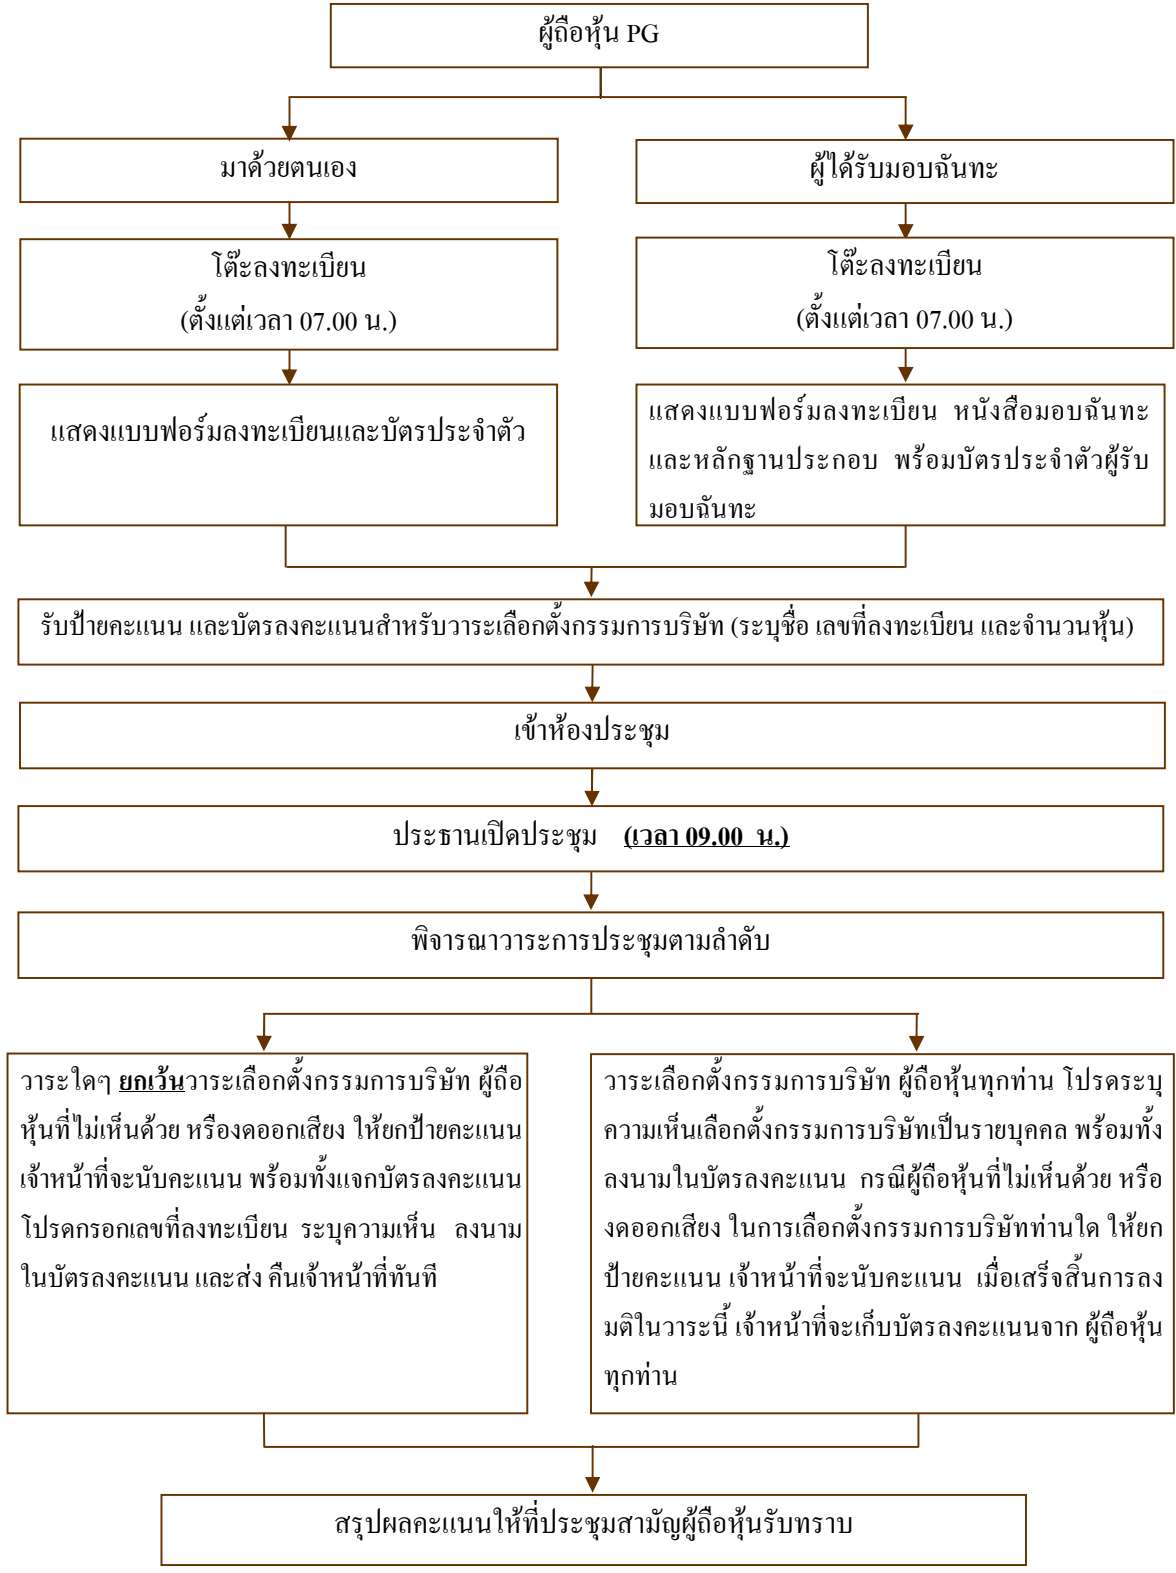 ผู้ถือหุ้น PG
มาด้วยตนเอง
ผู้ได้รับมอบฉันทะ
โต๊ะลงทะเบียน
(ตั้งแต่เวลา 07.00 น.)
โต๊ะลงทะเบียน
(ตั้งแต่เวลา 07.00 น.)
แสดงแบบฟอร์มลงทะเบียนและบัตรประจำตัว
แสดงแบบฟอร์มลงทะเบียน หนังสือมอบฉันทะ
และหลักฐานประกอบ พร้อมบัตรประจำตัวผู้รับ
มอบฉันทะ
รับป้ายคะแนน และบัตรลงคะแนนสำหรับวาระเลือกตั้งกรรมการบริษัท (ระบุชื่อ เลขที่ลงทะเบียน และจำนวนหุ้น)
เข้าห้องประชุม
ประธานเปิดประชุม (เวลา 09.00 น.)
พิจารณาวาระการประชุมตามลำดับ
วาระใดๆ ยกเว้นวาระเลือกตั้งกรรมการบริษัท ผู้ถือ
หุ้นที่ไม่เห็นด้วย หรืองดออกเสียง ให้ยกป้ายคะแนน
เจ้าหน้าที่จะนับคะแนน พร้อมทั้งแจกบัตรลงคะแนน
โปรดกรอกเลขที่ลงทะเบียน ระบุความเห็น ลงนาม
ในบัตรลงคะแนน และส่ง คืนเจ้าหน้าที่ทันที
วาระเลือกตั้งกรรมการบริษัท ผู้ถือหุ้นทุกท่าน โปรดระบุ
ความเห็นเลือกตั้งกรรมการบริษัทเป็นรายบุคคล พร้อมทั้ง
ลงนามในบัตรลงคะแนน กรณีผู้ถือหุ้นที่ไม่เห็นด้วย หรือ
งดออกเสียง ในการเลือกตั้งกรรมการบริษัทท่านใด ให้ยก
ป้ายคะแนน เจ้าหน้าที่จะนับคะแนน เมื่อเสร็จสิ้นการลง
มติในวาระนี้ เจ้าหน้าที่จะเก็บบัตรลงคะแนนจาก ผู้ถือหุ้น
ทุกท่าน
สรุปผลคะแนนให้ที่ประชุมสามัญผู้ถือหุ้นรับทราบ